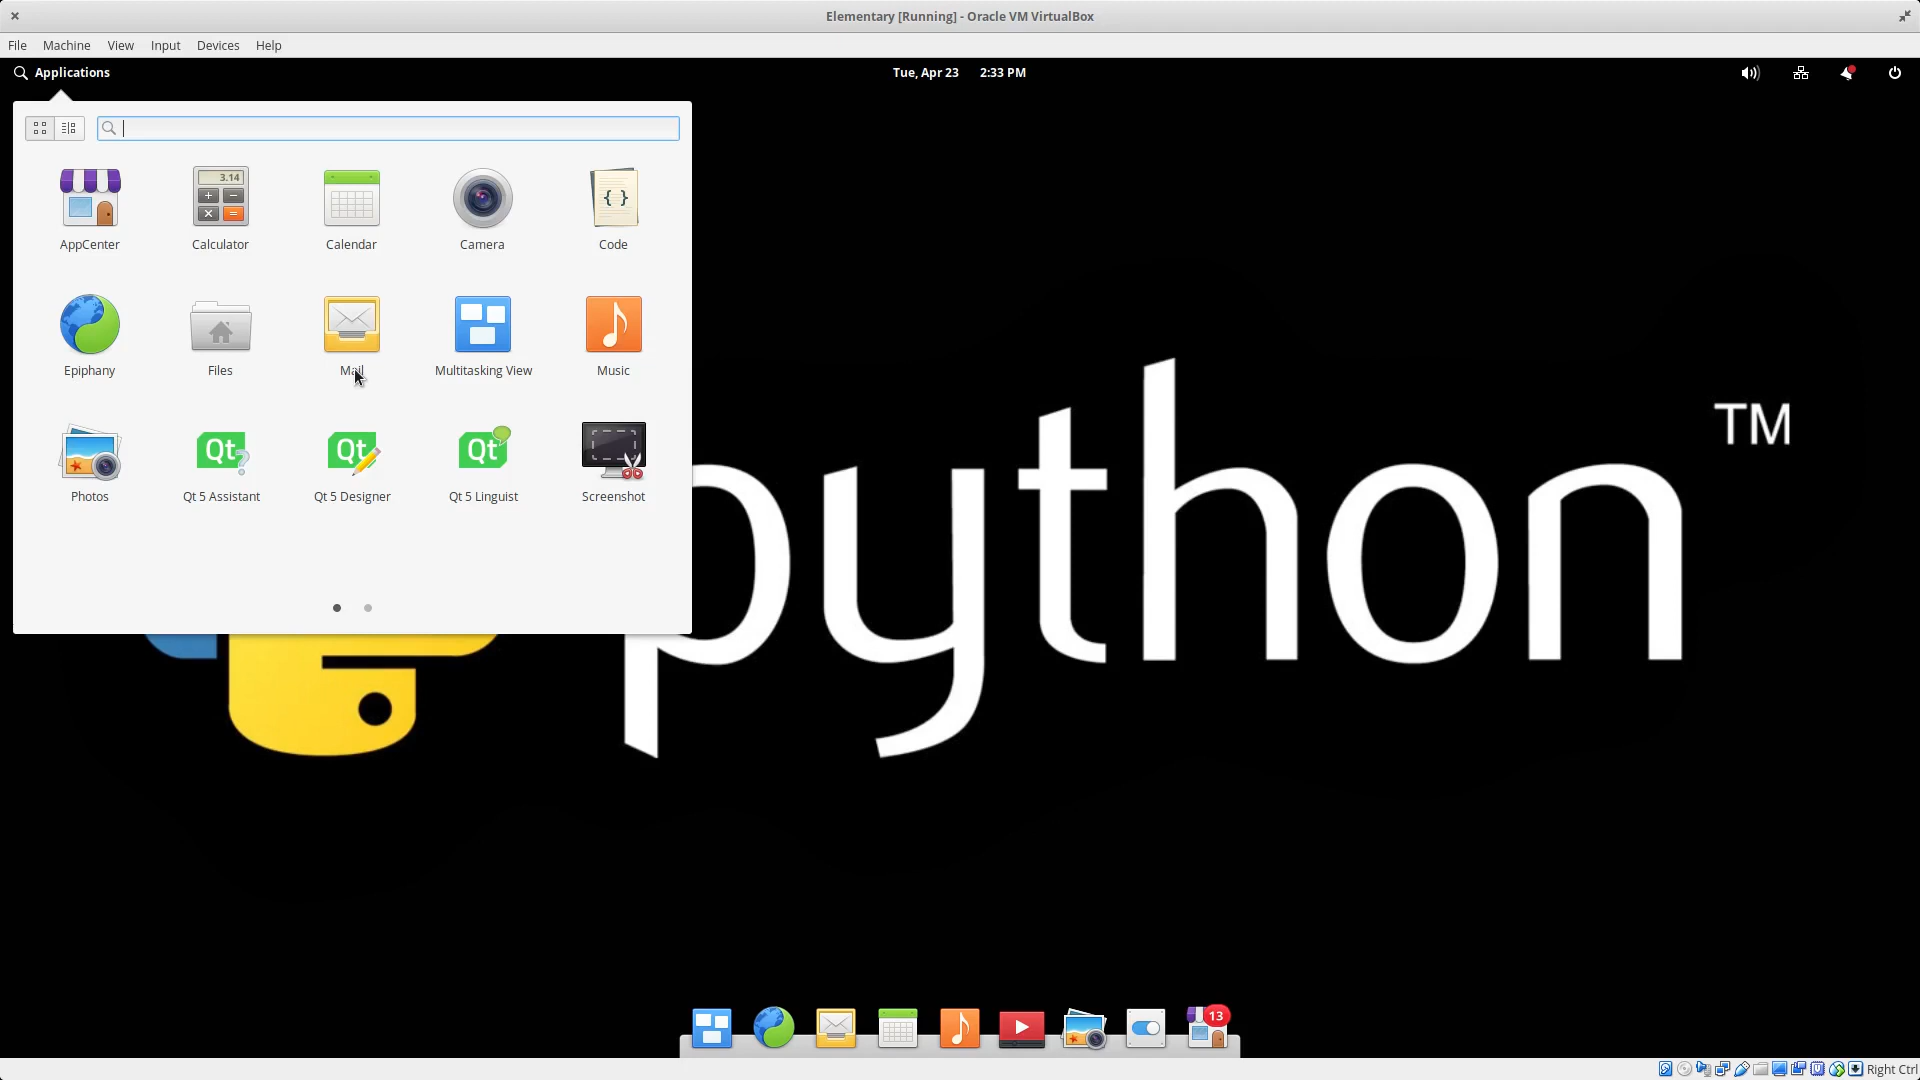 Elementary [Running] - Oracle VM VirtualBox
File Machine View Input Devices Help
Applications
Tue, Apr 23 2:33 PM
3.14
AppCenter Calculator Calendar Camera Code
Epiphany Files Mail Multitasking View Music
Qt Qt Qt
Photos Qt 5 Assistant Qt 5 Designer Qt 5 Linguist Screenshot
python TM
13
Right Ctrl